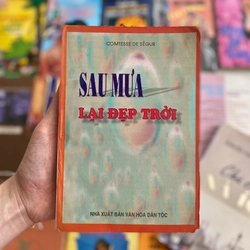 COMTESSE DE SÉGUR
SAU MƯA
LẠI ĐẸP TRỜI
NHÀ XUẤT BẢN VĂN HÓA DÂN TỘC